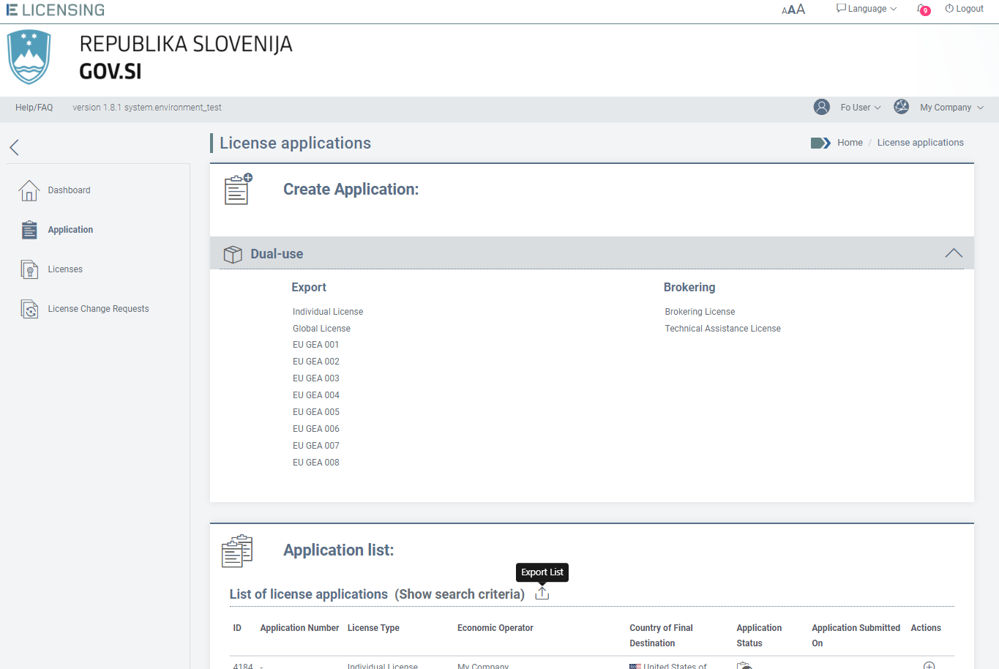 E LICENSING
AAA
Language
9
Logout
REPUBLIKA SLOVENIJA
GOV.SI
Help/FAQ
version 1.8.1 system.environment_test
Fo User
My Company
License applications
Home / License applications
Dashboard
Application
Licenses
License Change Requests
Create Application:
Dual-use
Export
Individual License
Global License
EU GEA 001
EU GEA 002
EU GEA 003
EU GEA 004
EU GEA 005
EU GEA 006
EU GEA 007
EU GEA 008
Brokering
Brokering License
Technical Assistance License
Application list:
Export List
List of license applications (Show search criteria)
ID
Application Number
License Type
Economic Operator
Country of Final
Destination
Application
Status
Application Submitted
On
Actions
4184
-
Individual License
My Company
United States of